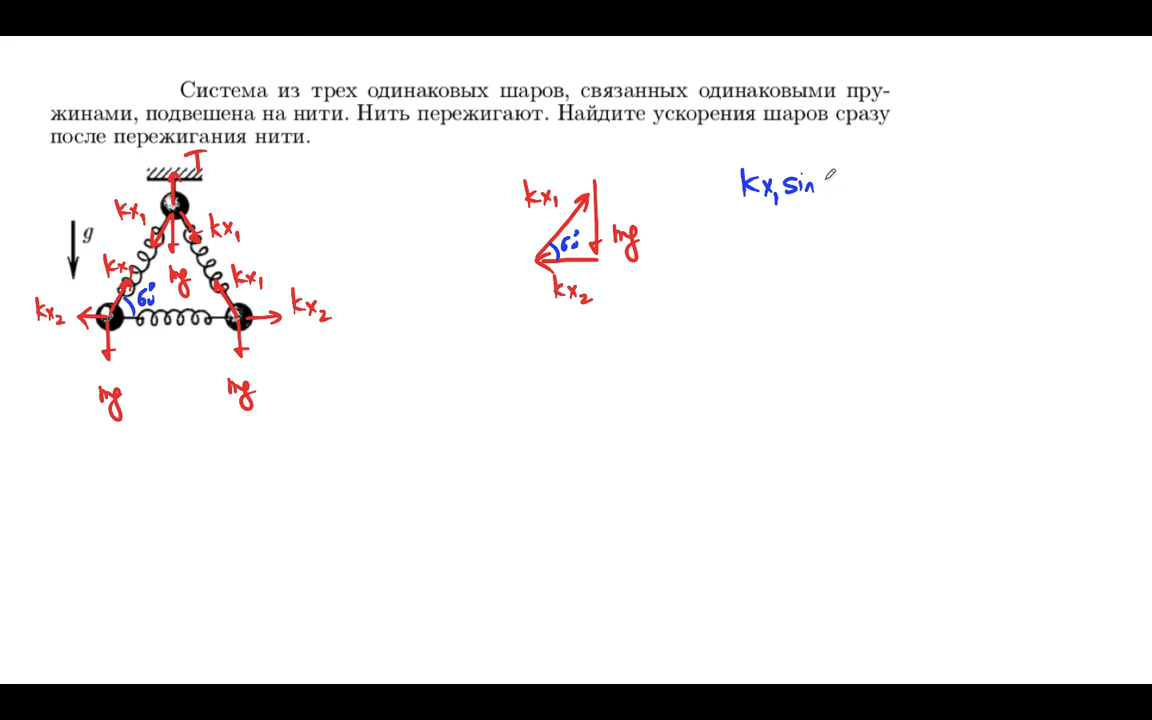 Система из трех одинаковых шаров, связанных одинаковыми пру-
жинами, подвешена на нити. Нить пережигают. Найдите ускорения шаров сразу
после пережигания нити.
T
kx₁
kx₁
g
mg
kx₁
kx₁
60°
kx₂
kx₂
mg
mg
kx₁
60°
mg
kx₂
kx₁ sin